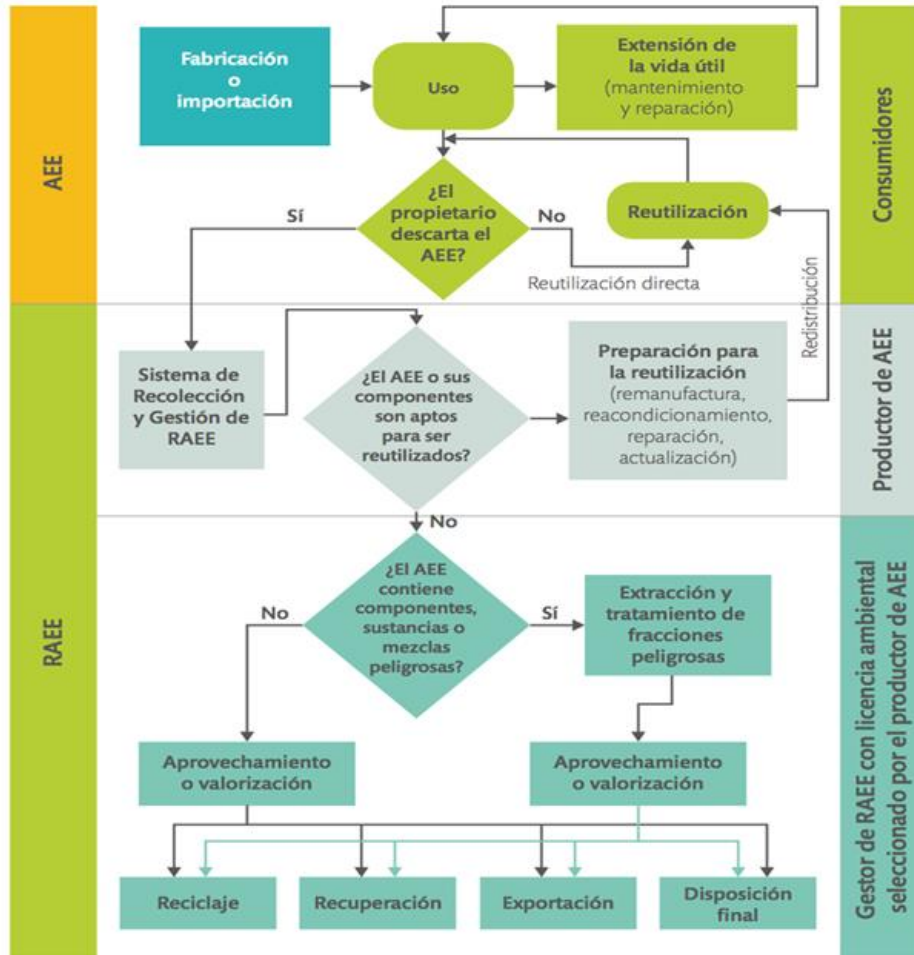 AEE
Fabricación
o
importación
Uso
Extensión de
la vida útil
(mantenimiento
y reparación)
Consumidores
¿El
propietario
descarta el
AEE?
Sí
No
Reutilización
Reutilización directa
Redistribución
RAEE
Sistema de
Recolección
y Gestión de
RAEE
¿El AEE o sus
componentes
son aptos
para ser
reutilizados?
Preparación para
la reutilización
(remanufactura,
reacondicionamiento,
reparación,
actualización)
Productor de AEE
No
¿El AEE
contiene
componentes,
sustancias o
mezclas
peligrosas?
No
Sí
Extracción y
tratamiento de
fracciones
peligrosas
Gestor de RAEE con licencia ambiental
seleccionado por el productor de AEE
Aprovechamiento
o valorización
Aprovechamiento
o valorización
Reciclaje
Recuperación
Exportación
Disposición
final